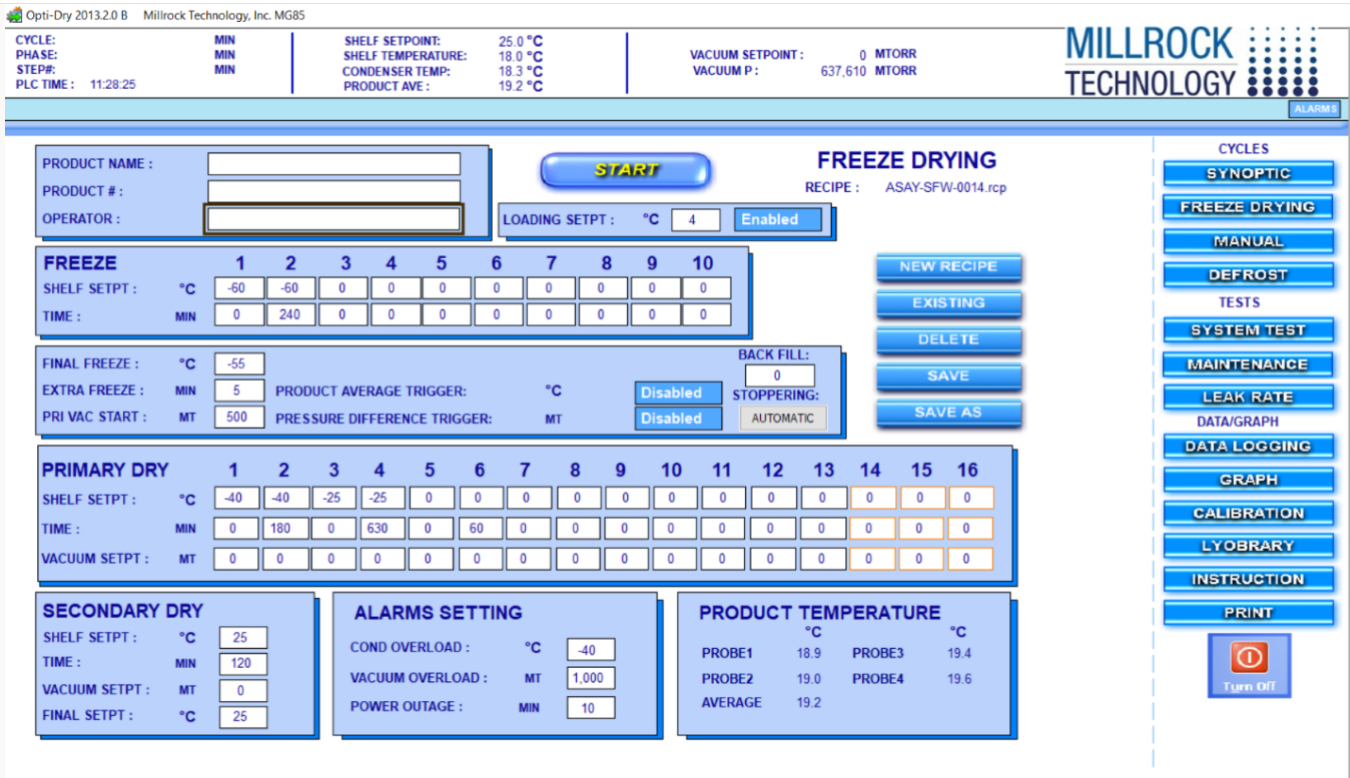 Opti-Dry 2013.2.0 B Millrock Technology, Inc. MG85
CYCLE: MIN SHELF SETPOINT: 25.0 °C
PHASE: MIN SHELF TEMPERATURE: 18.0 °C VACUUM SETPOINT : 0 MTORR
STEP#: MIN CONDENSER TEMP: 18.3 °C VACUUM P : 637,610 MTORR
PLC TIME : 11:28:25 PRODUCT AVE : 19.2 °C
MILLROCK
TECHNOLOGY
ALARMS
PRODUCT NAME :
PRODUCT # :
OPERATOR :
START
LOADING SETPT : °C 4 Enabled
FREEZE DRYING
RECIPE : ASAY-SFW-0014.rcp
FREEZE 1 2 3 4 5 6 7 8 9 10
SHELF SETPT : °C -60 -60 0 0 0 0 0 0 0 0
TIME : MIN 0 240 0 0 0 0 0 0 0 0
NEW RECIPE
EXISTING
DELETE
SAVE
SAVE AS
FINAL FREEZE : °C -55
EXTRA FREEZE : MIN 5 PRODUCT AVERAGE TRIGGER: °C Disabled
PRI VAC START : MT 500 PRESSURE DIFFERENCE TRIGGER: MT Disabled
BACK FILL:
0
STOPPERING:
AUTOMATIC
PRIMARY DRY 1 2 3 4 5 6 7 8 9 10 11 12 13 14 15 16
SHELF SETPT : °C -40 -40 -25 -25 0 0 0 0 0 0 0 0 0 0 0 0
TIME : MIN 0 180 0 630 0 60 0 0 0 0 0 0 0 0 0 0
VACUUM SETPT : MT 0 0 0 0 0 0 0 0 0 0 0 0 0 0 0 0
SECONDARY DRY
SHELF SETPT : °C 25
TIME : MIN 120
VACUUM SETPT : MT 0
FINAL SETPT : °C 25
ALARMS SETTING
COND OVERLOAD : °C -40
VACUUM OVERLOAD : MT 1,000
POWER OUTAGE : MIN 10
PRODUCT TEMPERATURE
°C °C
PROBE1 18.9 PROBE3 19.4
PROBE2 19.0 PROBE4 19.6
AVERAGE 19.2
CYCLES
SYNOPTIC
FREEZE DRYING
MANUAL
DEFROST
TESTS
SYSTEM TEST
MAINTENANCE
LEAK RATE
DATA/GRAPH
DATA LOGGING
GRAPH
CALIBRATION
LYOBRARY
INSTRUCTION
PRINT
Turn Off